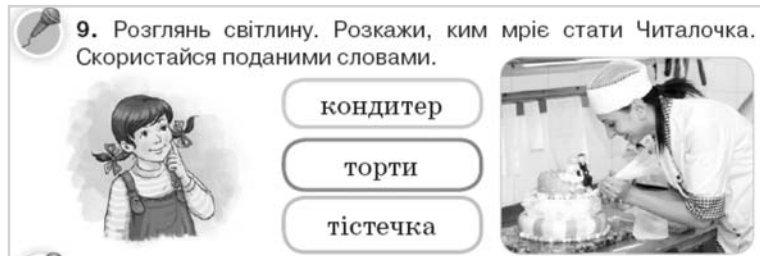 9. Розглянь світлину. Розкажи, ким мріє стати Читалочка.
Скористайся поданими словами.
кондитер
торти
тістечка